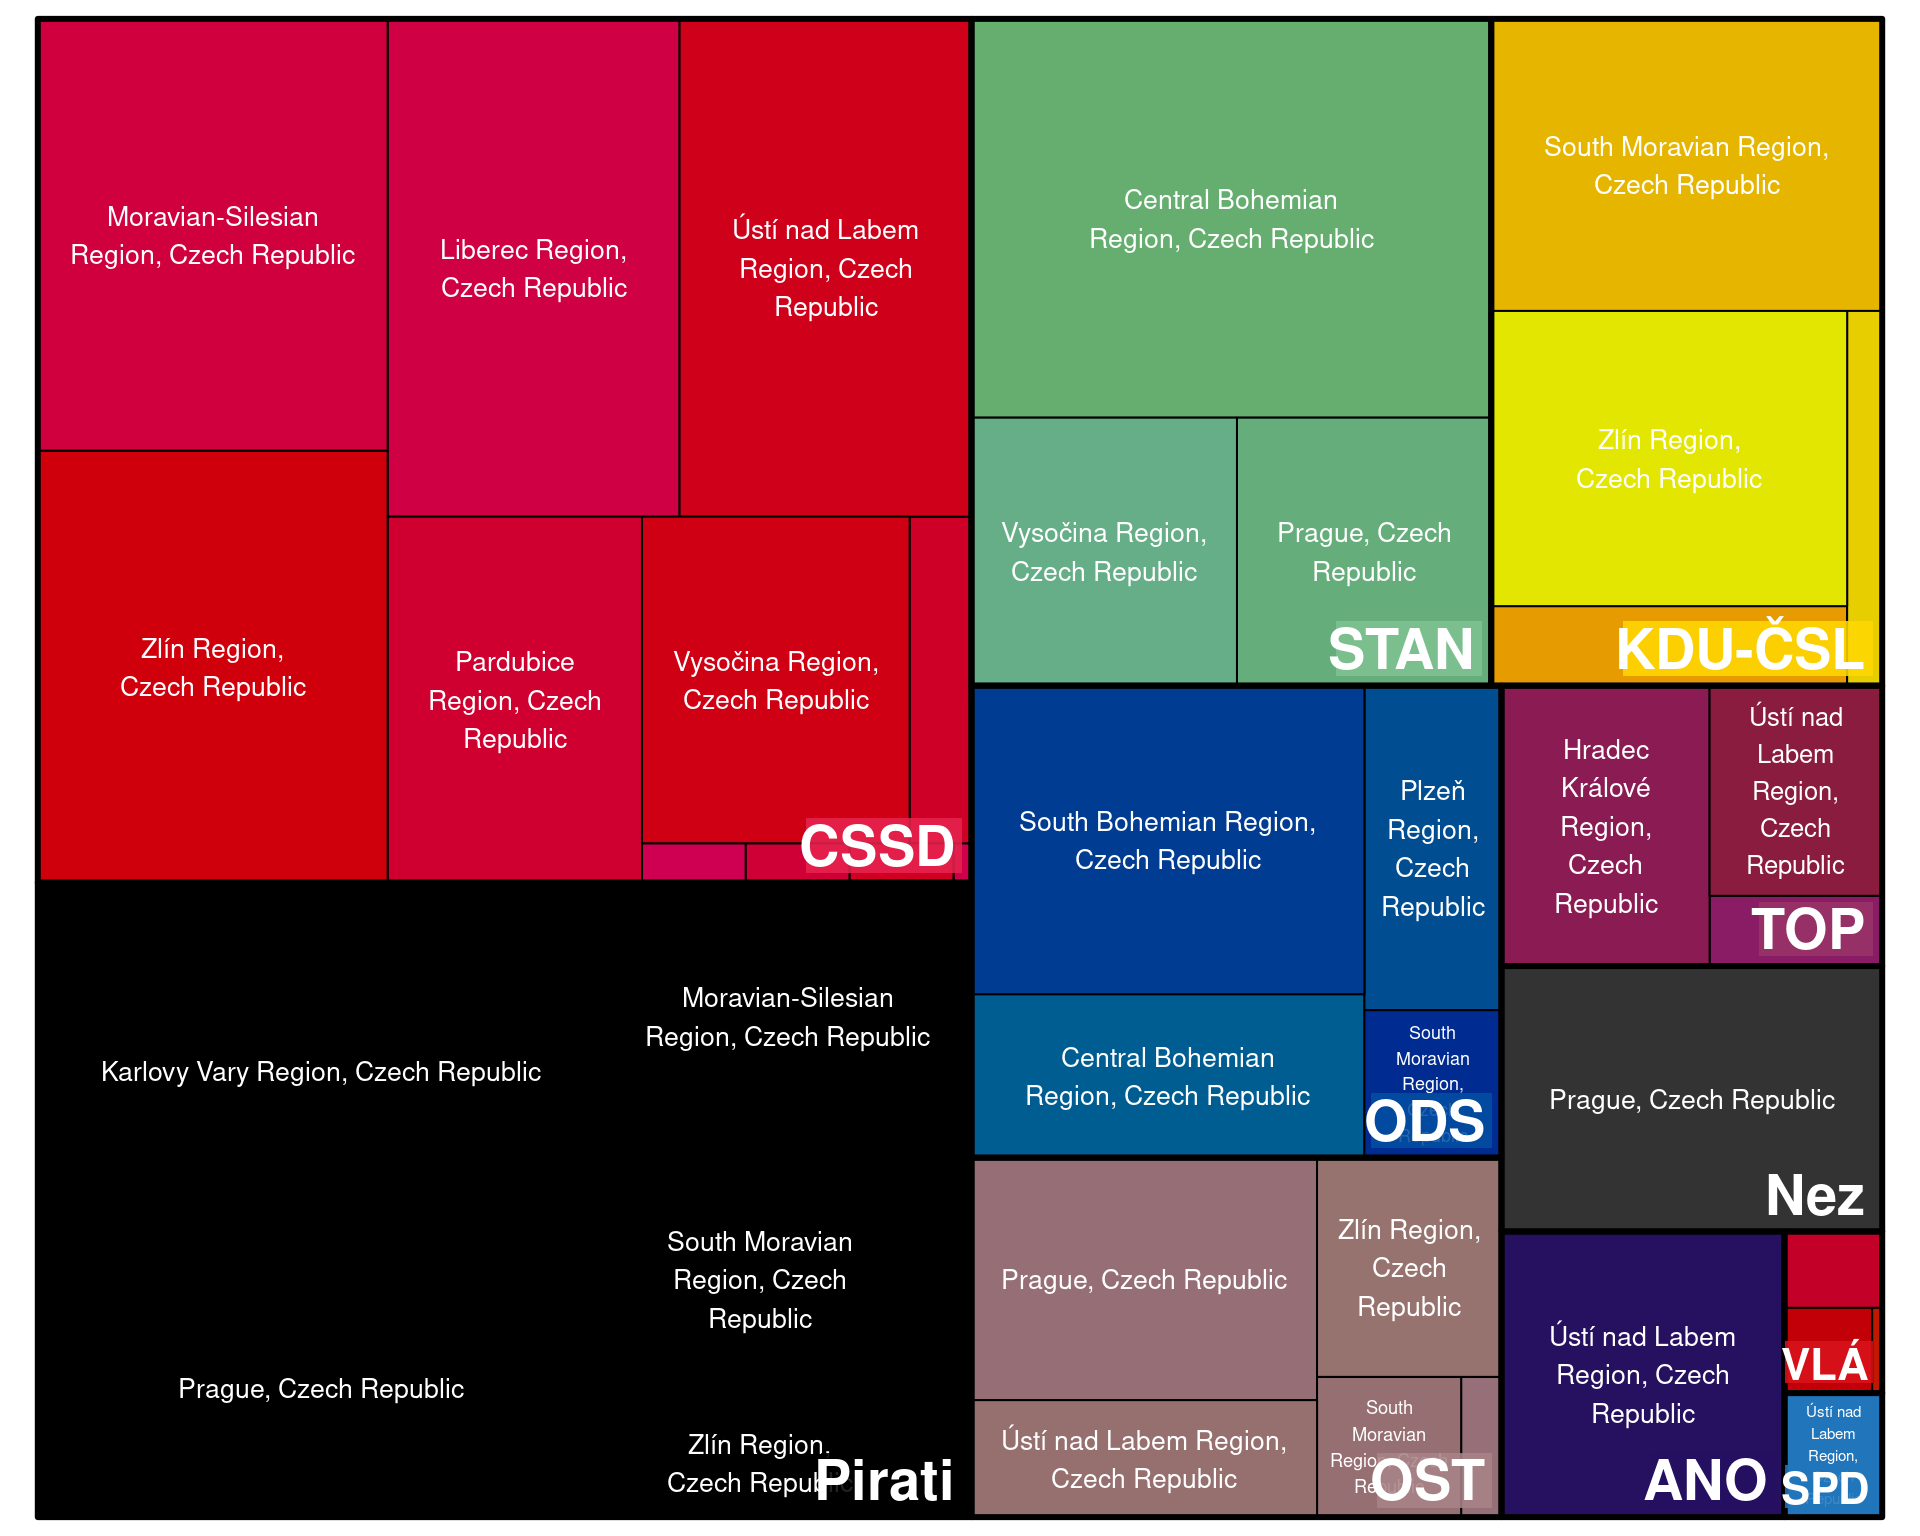 Moravian-Silesian
Region, Czech Republic
Liberec Region,
Czech Republic
Ústí nad Labem
Region, Czech
Republic
Zlín Region,
Czech Republic
Pardubice
Region, Czech
Republic
Vysočina Region,
Czech Republic
CSSD
Central Bohemian
Region, Czech Republic
Vysočina Region,
Czech Republic
Prague, Czech
Republic
STAN
South Moravian Region,
Czech Republic
Zlín Region,
Czech Republic
KDU-ČSL
South Bohemian Region,
Czech Republic
Plzeň
Region,
Czech
Republic
Central Bohemian
Region, Czech Republic
South
Moravian
Region,
ODS
Hradec
Králové
Region,
Czech
Republic
Ústí nad
Labem
Region,
Czech
Republic
TOP
Prague, Czech Republic
Nez
Karlovy Vary Region, Czech Republic
Moravian-Silesian
Region, Czech Republic
Prague, Czech Republic
South Moravian
Region, Czech
Republic
Zlín Region,
Czech Republic
Pirati
Prague, Czech Republic
Zlín Region,
Czech
Republic
Ústí nad Labem Region,
Czech Republic
South
Moravian
OST
Ústí nad Labem
Region, Czech
Republic
ANO
VLÁ
Ústí nad
Labem
Region,
SPD